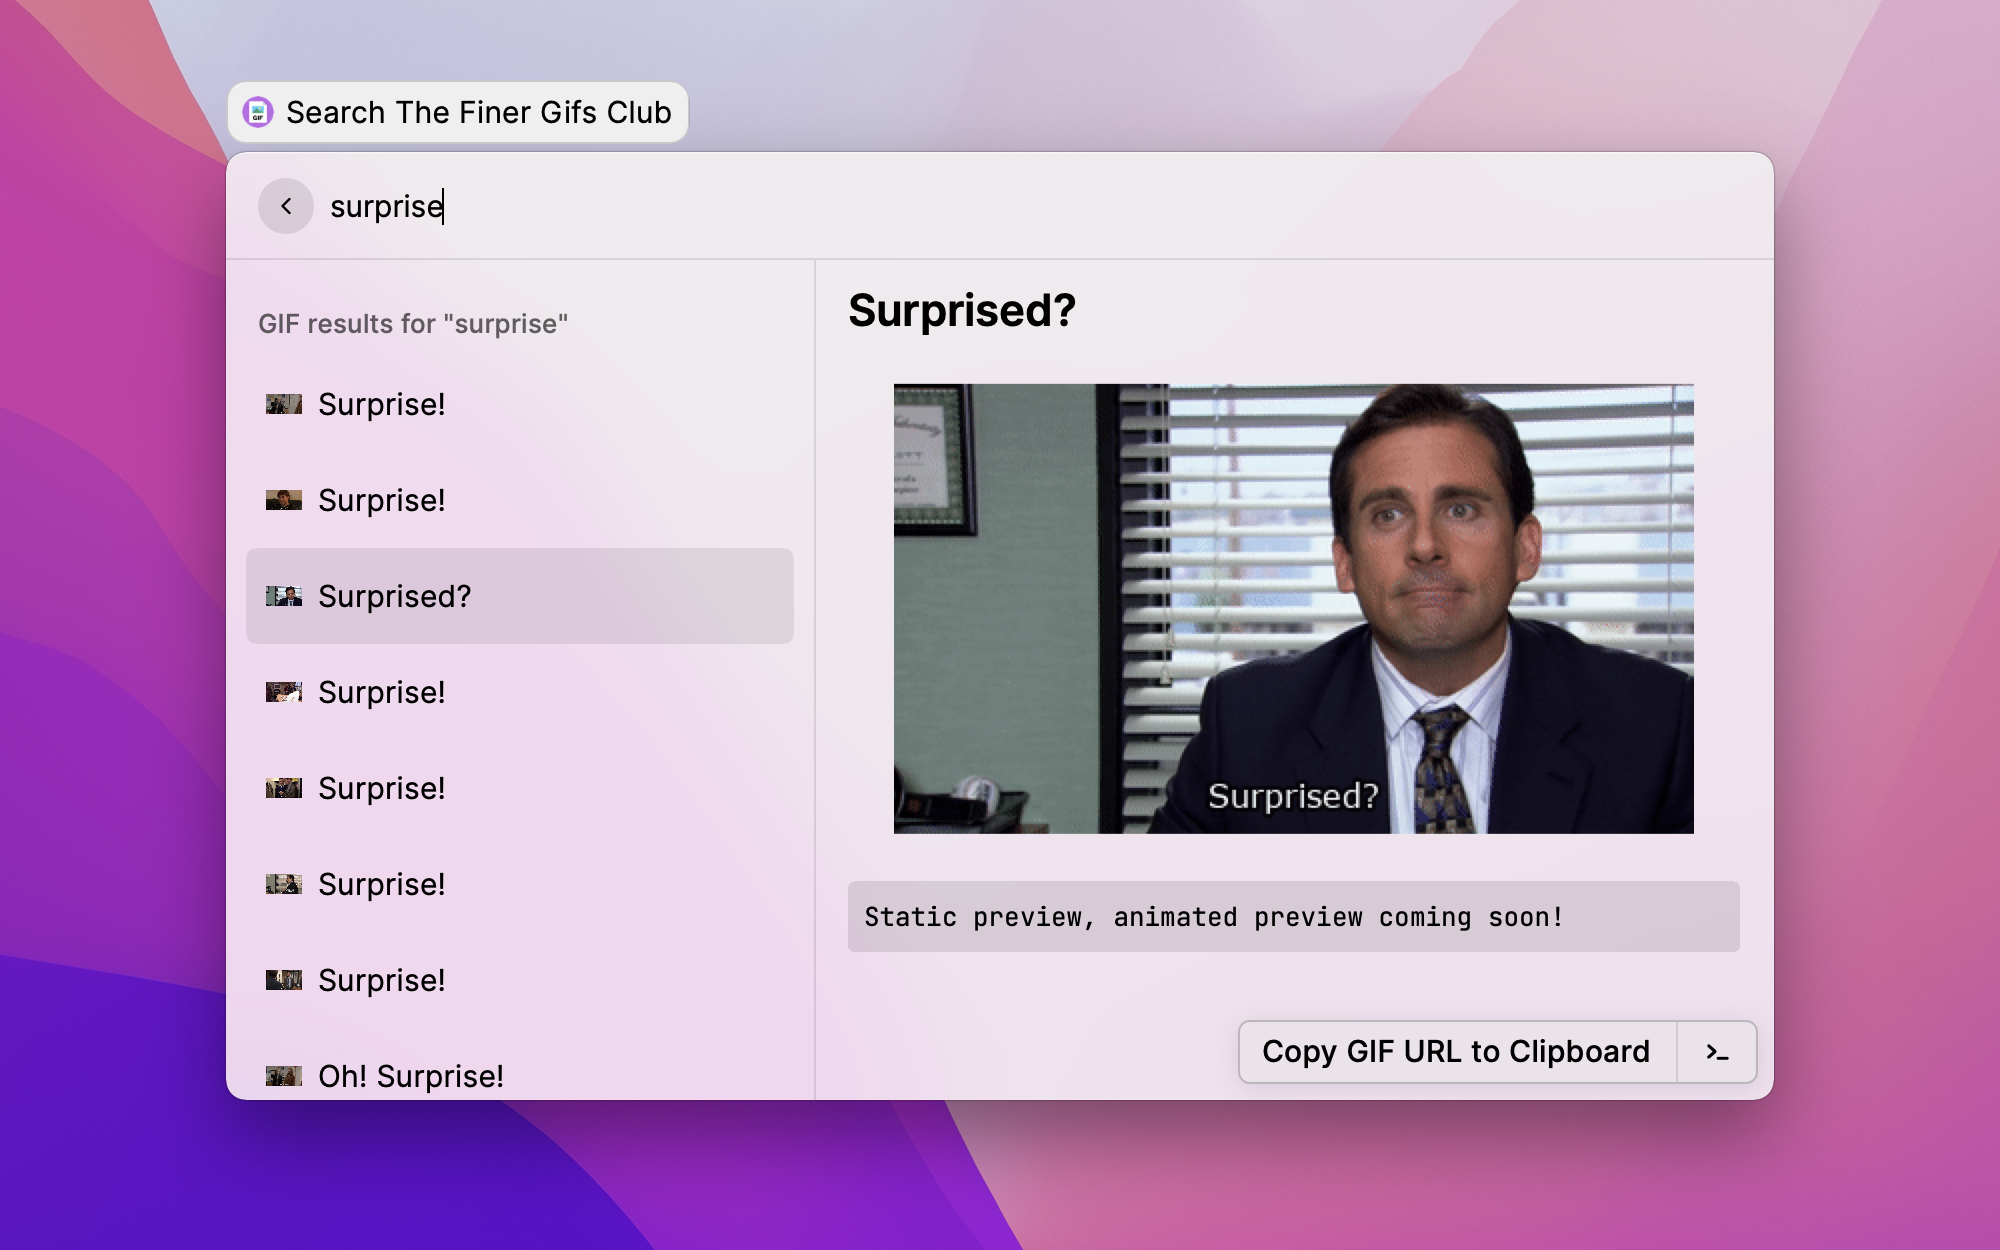 Search The Finer Gifs Club
surprise
GIF results for "surprise"
Surprise!
Surprise!
Surprised?
Surprise!
Surprise!
Surprise!
Surprise!
Oh! Surprise!
Surprised?
Surprised?
Static preview, animated preview coming soon!
Copy GIF URL to Clipboard